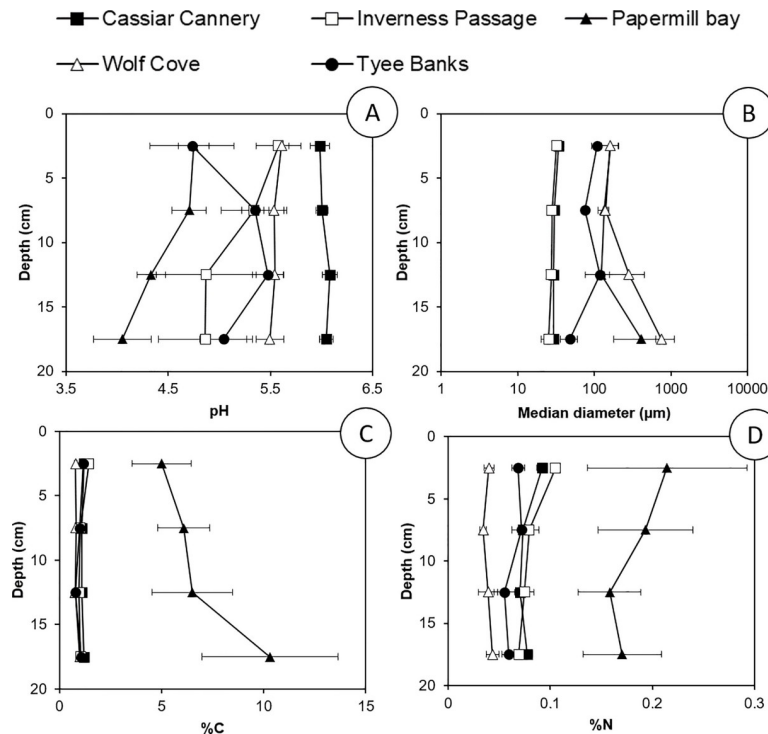 Cassiar Cannery Inverness Passage Papermill bay
Wolf Cove Tyee Banks
A B
0 0
5 5
10 10
15 15
20 20
Depth (cm) Depth (cm)
3.5 4.5 5.5 6.5 1 10 100 1000 10000
pH Median diameter (µm)
C D
0 0
5 5
10 10
15 15
20 20
Depth (cm) Depth (cm)
0 5 10 15 0 0.1 0.2 0.3
%C %N